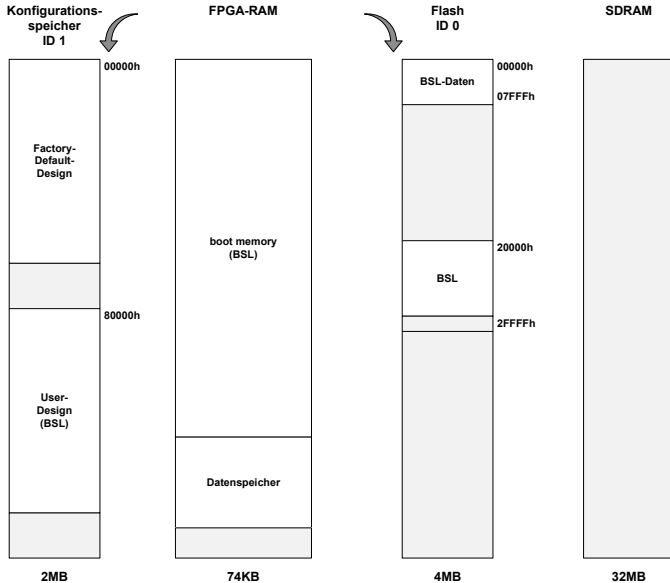 Konfigurations-
speicher
ID 1
00000h
Factory-
Default-
Design
80000h
User-
Design
(BSL)
2MB
FPGA-RAM
boot memory
(BSL)
Datenspeicher
74KB
Flash
ID 0
00000h
BSL-Daten
07FFFh
20000h
BSL
2FFFFh
4MB
SDRAM
32MB